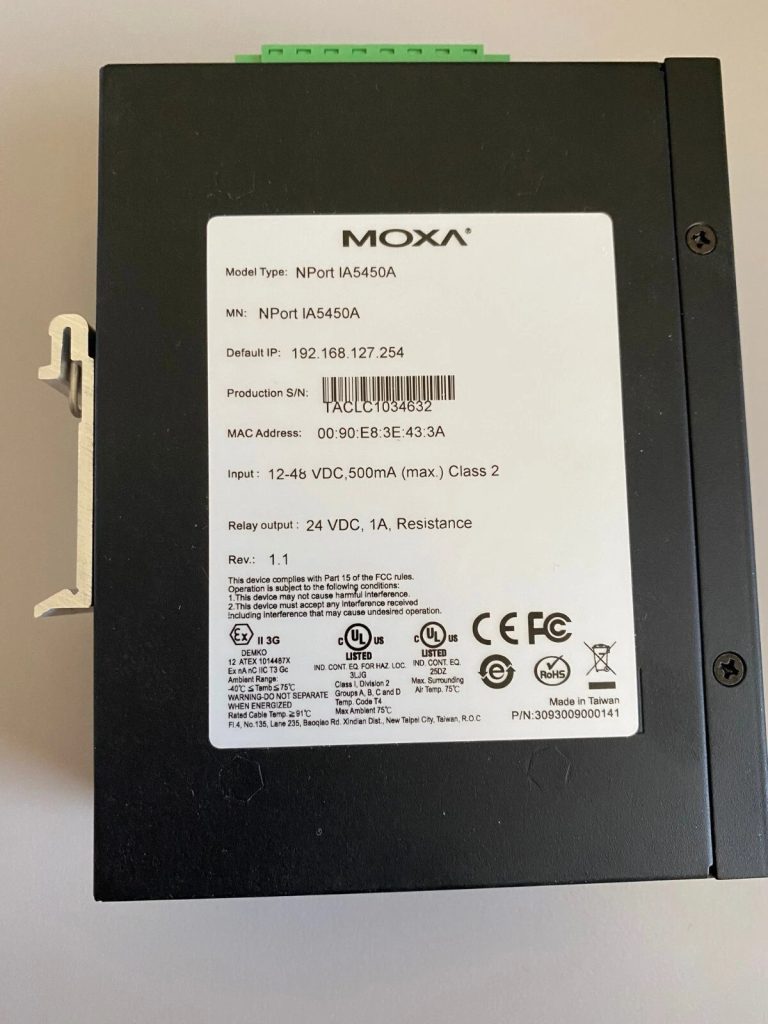 MOXA®
Model Type: NPort IA5450A
MN: NPort IA5450A
Default IP: 192.168.127.254
Production S/N:
TACLC1034632
MAC Address: 00:90:E8:3E:43:3A
Input : 12-48 VDC,500mA (max.) Class 2
Relay output : 24 VDC, 1A, Resistance
Rev.: 1.1
This device complies with Part 15 of the FCC rules.
Operation is subject to the following conditions:
1.This device may not cause harmful interference.
2.This device must accept any interference received
including interference that may cause undesired operation.
Ex II 3G
DEMKO
12 ATEX 1014487X
Ex nA nC IIC T3 Gc
Ambient Range:
-40℃ ≤ Tamb ≤ 75℃
WARNING-DO NOT SEPARATE
WHEN ENERGIZED
Rated Cable Temp. ≧ 91℃
C UL US
LISTED
IND. CONT. EQ. FOR HAZ. LOC.
3LJG
Class I, Division 2
Groups A, B, C and D
Temp. Code T4
Max Ambient 75℃
C UL US
LISTED
IND. CONT. EQ.
25DZ
Max. Surrounding
Air Temp. 75℃
CE FC
e RoHS
Made in Taiwan
P/N:3093009000141
Fl.4, No.135, Lane 235, Baoqiao Rd. Xindian Dist., New Taipei City, Taiwan, R.O.C